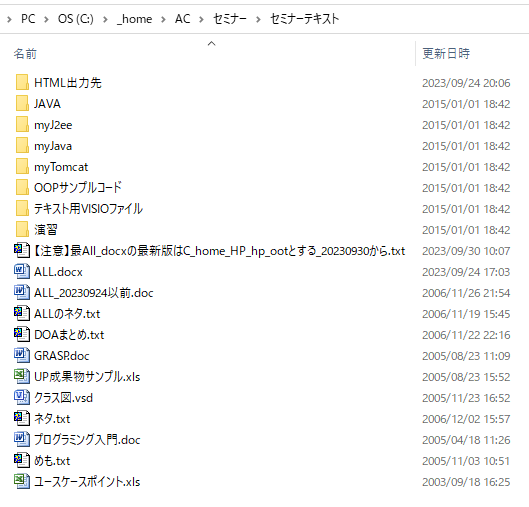 PC > OS (C:) > _home > AC > セミナー > セミナーテキスト
名前 更新日時
HTML出力先 2023/09/24 20:06
JAVA 2015/01/01 18:42
myJ2ee 2015/01/01 18:42
myJava 2015/01/01 18:42
myTomcat 2015/01/01 18:42
OOPサンプルコード 2015/01/01 18:42
テキスト用VISIOファイル 2015/01/01 18:42
演習 2015/01/01 18:42
【注意】最All_docxの最新版はC_home_HP_hp_ootとする_20230930から.txt 2023/09/30 10:07
ALL.docx 2023/09/24 17:03
ALL_20230924以前.doc 2006/11/26 21:54
ALLのネタ.txt 2006/11/19 15:45
DOAまとめ.txt 2006/11/22 22:16
GRASP.doc 2005/08/23 11:09
UP成果物サンプル.xls 2005/08/23 15:52
クラス図.vsd 2005/11/23 16:52
ネタ.txt 2006/12/02 15:57
プログラミング入門.doc 2005/04/18 11:26
めも.txt 2005/11/03 10:51
ユースケースポイント.xls 2003/09/18 16:25